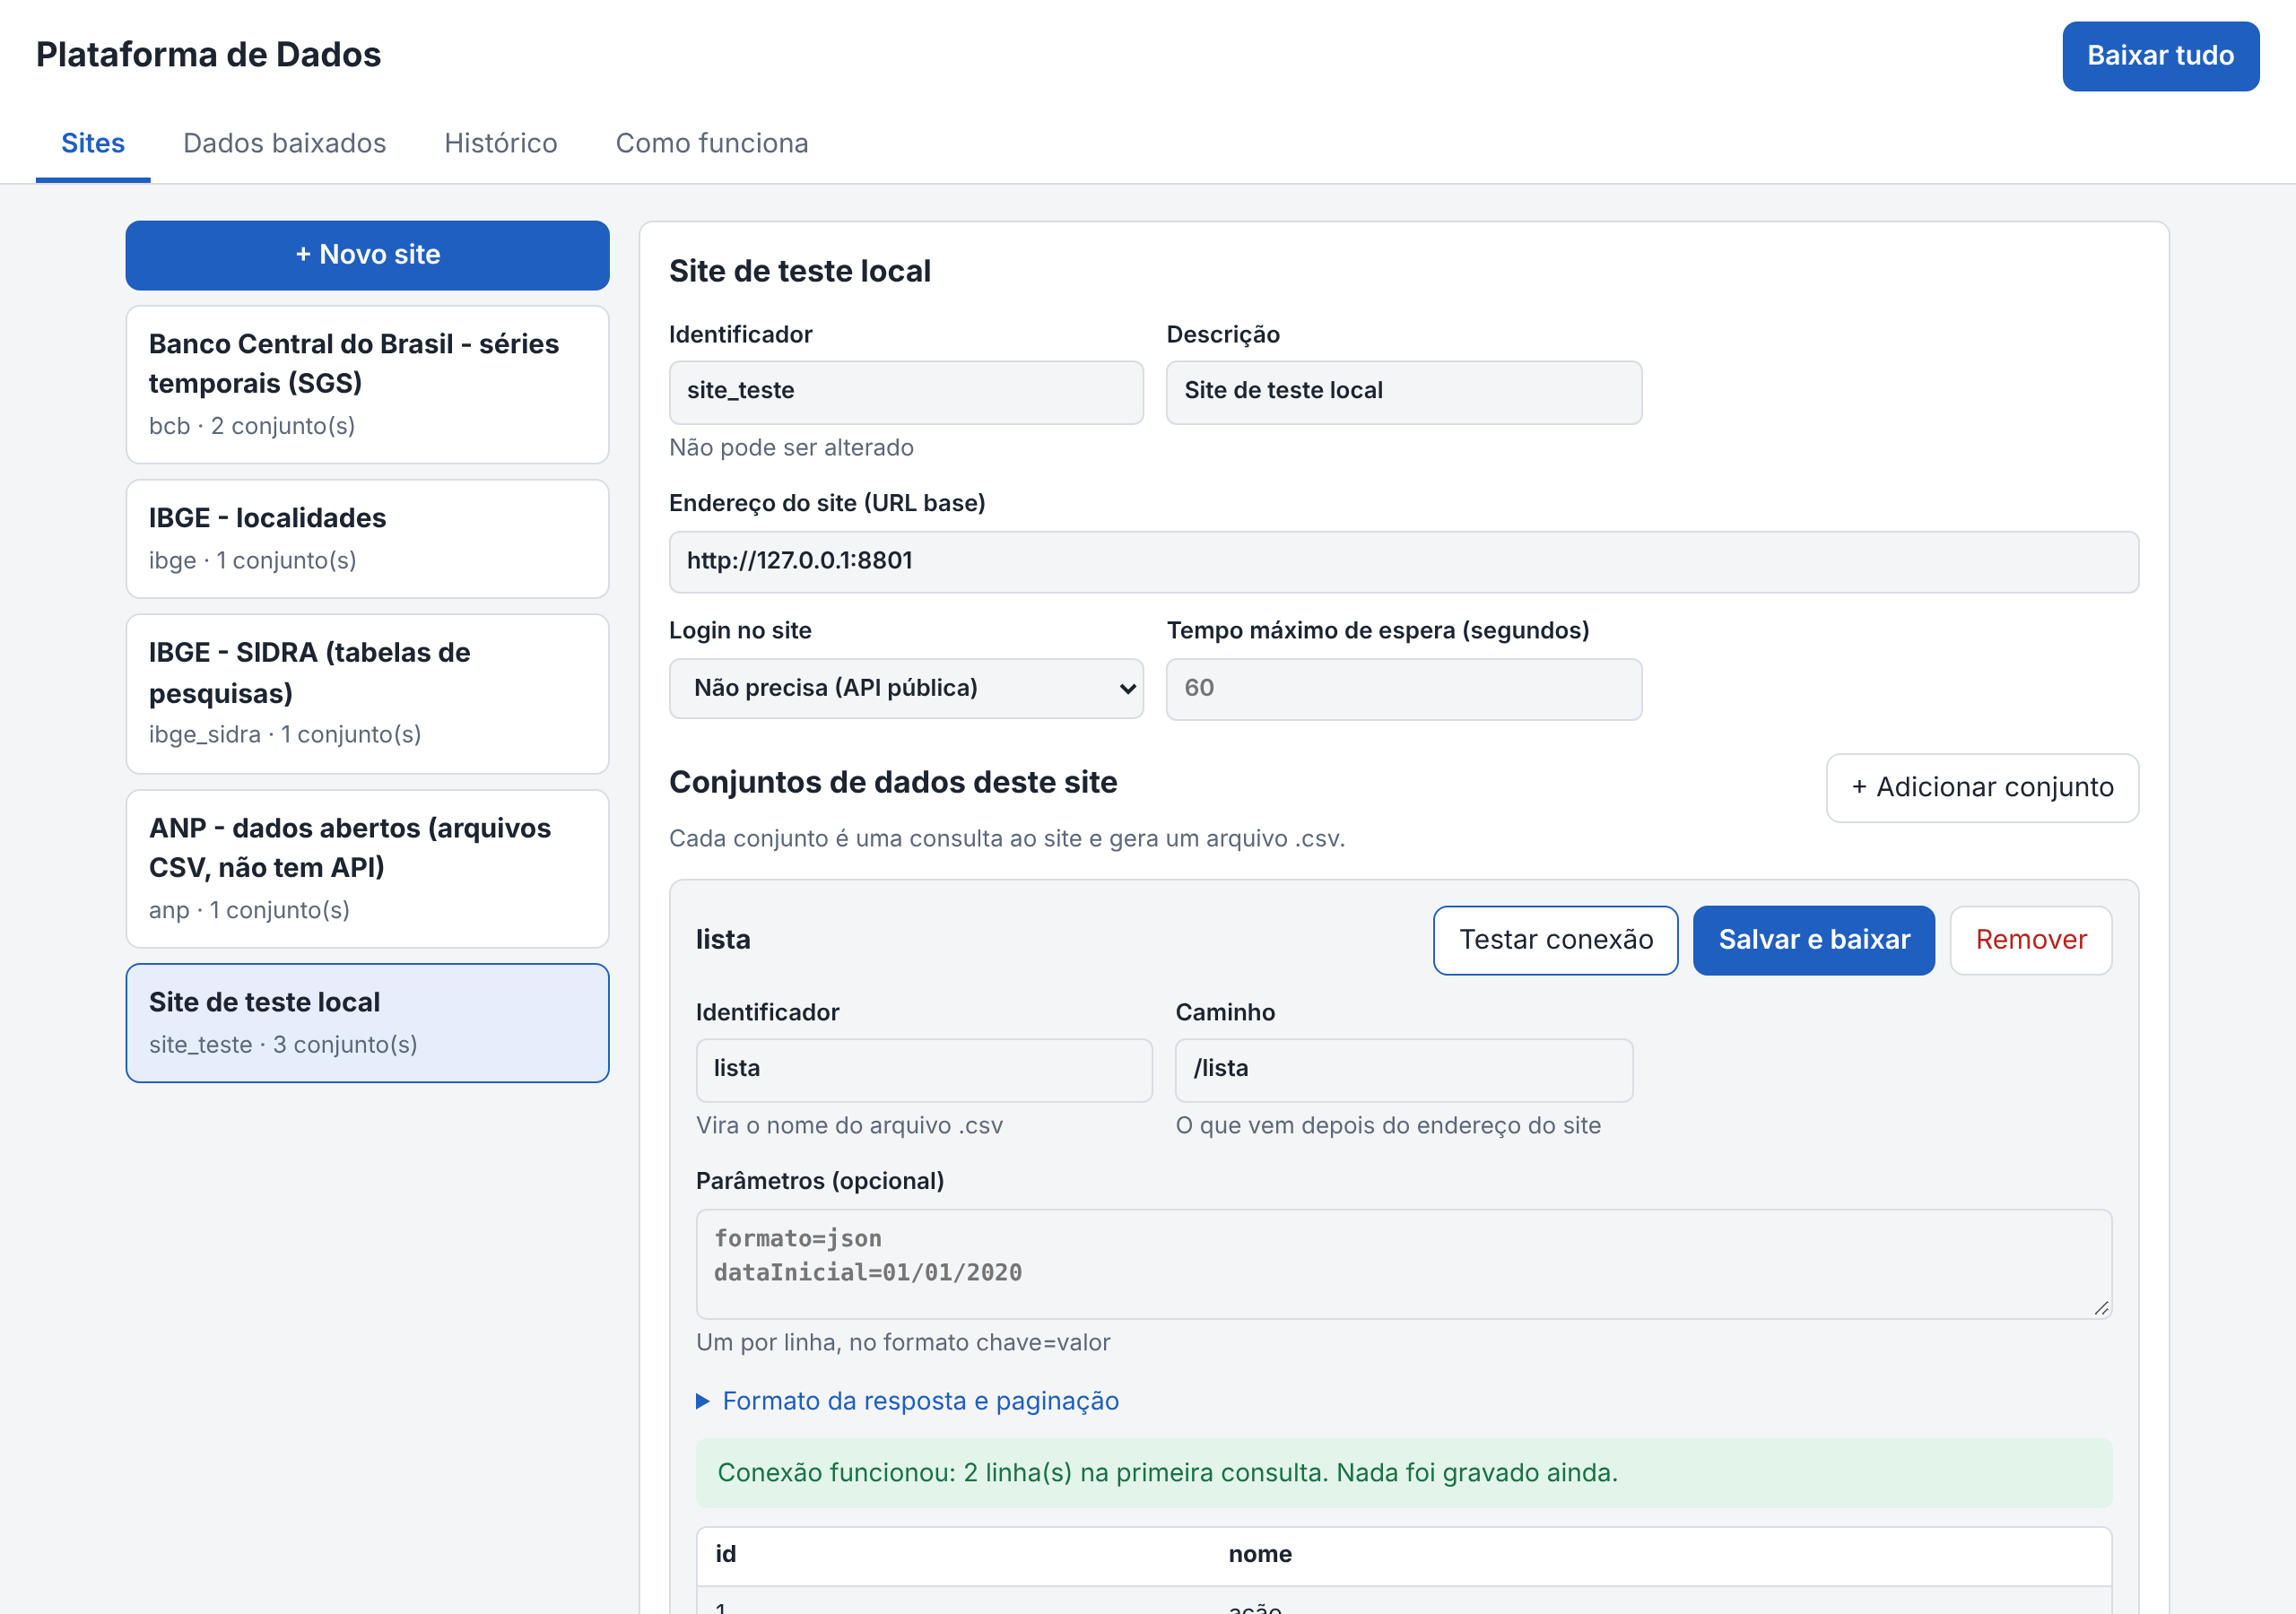 Plataforma de Dados
Baixar tudo
Sites
Dados baixados
Histórico
Como funciona
+ Novo site
Banco Central do Brasil - séries
temporais (SGS)
bcb · 2 conjunto(s)
IBGE - localidades
ibge · 1 conjunto(s)
IBGE - SIDRA (tabelas de
pesquisas)
ibge_sidra · 1 conjunto(s)
ANP - dados abertos (arquivos
CSV, não tem API)
anp · 1 conjunto(s)
Site de teste local
site_teste · 3 conjunto(s)
Site de teste local
Identificador
Descrição
site_teste
Site de teste local
Não pode ser alterado
Endereço do site (URL base)
http://127.0.0.1:8801
Login no site
Tempo máximo de espera (segundos)
Não precisa (API pública)
60
Conjuntos de dados deste site
+ Adicionar conjunto
Cada conjunto é uma consulta ao site e gera um arquivo .csv.
lista
Testar conexão
Salvar e baixar
Remover
Identificador
Caminho
lista
/lista
Vira o nome do arquivo .csv
O que vem depois do endereço do site
Parâmetros (opcional)
formato=json
dataInicial=01/01/2020
Um por linha, no formato chave=valor
Formato da resposta e paginação
Conexão funcionou: 2 linha(s) na primeira consulta. Nada foi gravado ainda.
id
nome
1
ação